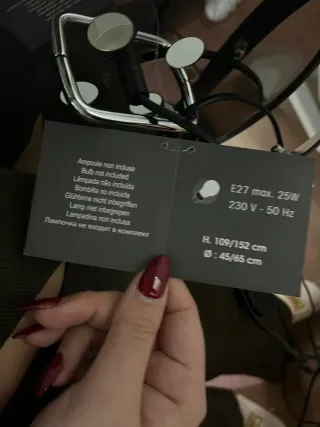 Ampoule non incluse
Bulb not included
Lâmpada não incluída
Bombilla no incluida
Glühbirne nicht inbegriffen
Lamp niet inbegrepen
Lampadina non inclusa
Лампочка не входит в комплект
E27 max. 25W
230 V - 50 Hz
H. 109/152 cm
Ø : 45/65 cm